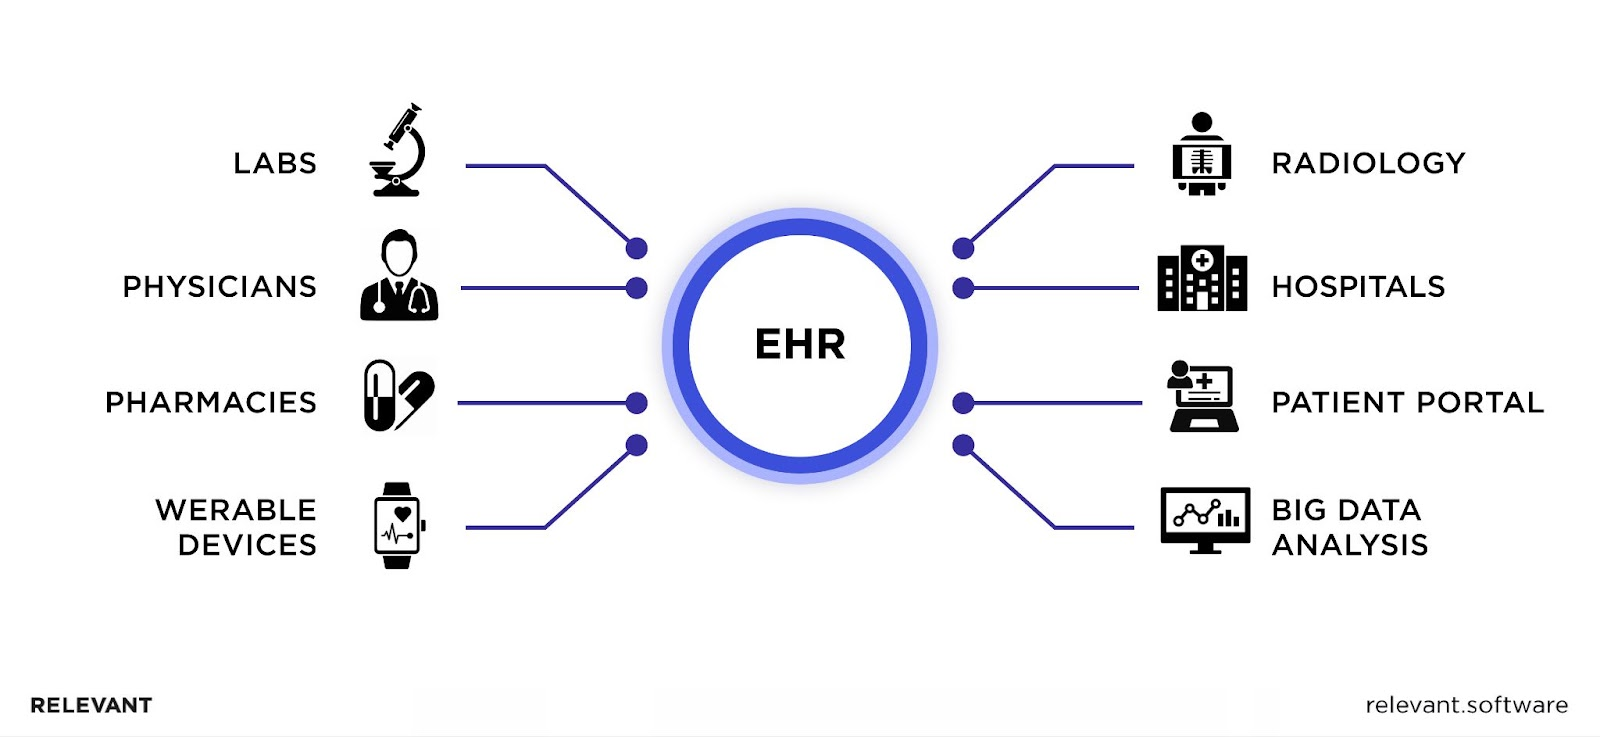 LABS
PHYSICIANS
PHARMACIES
WERABLE
DEVICES
EHR
RADIOLOGY
HOSPITALS
PATIENT PORTAL
BIG DATA
ANALYSIS
RELEVANT
relevant.software